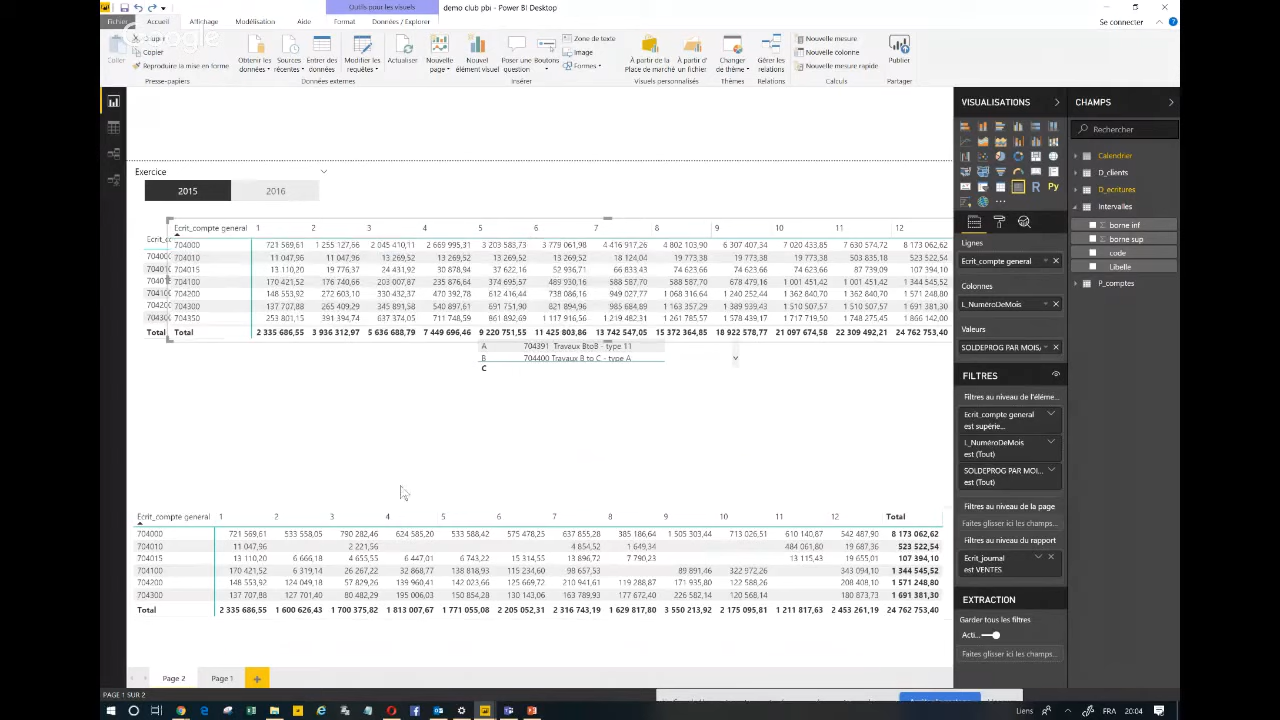 Outils pour les visuels
demo club pbi - Power BI Desktop
Fichier Accueil Affichage Modélisation Aide Format Données / Explorer
Se connecter
Google
Coller
Copier
Reproduire la mise en forme
Presse-papiers
Obtenir les données
Sources récentes
Entrer des données
Modifier les requêtes
Actualiser
Données externes
Nouvelle page
Nouvel élément visuel
Poser une question
Boutons
Zone de texte
Image
Formes
Insérer
À partir de la Place de marché
À partir d'un fichier
Visuels personnalisés
Changer de thème
Thèmes
Gérer les relations
Relations
Nouvelle mesure
Nouvelle colonne
Nouvelle mesure rapide
Calculs
Publier
Partager
Exercice
2015 2016
Ecrit_compte general 1 2 3 4 5 6 7 8 9 10 11 12
704000 721 569,61 1 255 127,66 2 045 410,11 2 669 995,31 3 203 583,73 3 779 061,98 4 416 917,26 4 802 103,90 6 307 407,34 7 020 433,85 7 630 574,72 8 173 062,62
704010 11 047,96 11 047,96 13 269,52 13 269,52 13 269,52 13 269,52 18 124,04 19 773,38 19 773,38 19 773,38 503 835,18 523 522,54
704015 13 110,20 19 776,37 24 431,92 30 878,94 37 622,16 52 936,71 66 833,43 74 623,66 74 623,66 74 623,66 87 739,09 107 394,10
704100 170 421,52 176 740,66 203 007,87 235 876,64 374 695,57 489 930,16 588 587,70 588 587,70 678 479,16 1 001 451,42 1 001 451,42 1 344 545,52
704200 148 553,92 272 603,10 330 432,37 470 392,78 612 416,44 738 086,16 949 027,77 1 068 316,64 1 240 252,44 1 362 840,70 1 362 840,70 1 571 248,80
704300 137 707,88 265 409,29 345 891,58 540 897,61 691 751,90 821 894,96 985 684,89 1 163 357,29 1 389 939,41 1 510 507,57 1 510 507,57 1 691 381,30
704350 253 801,15 391 394,74 637 374,05 711 748,59 861 692,92 1 117 916,96 1 219 482,31 1 261 785,57 1 578 439,17 1 717 919,20 1 748 275,45 1 866 142,00
Total 2 335 686,55 3 936 312,97 5 636 688,79 7 449 696,46 9 220 751,55 11 425 803,86 13 742 547,05 15 372 364,85 18 922 578,77 21 097 674,58 22 309 492,21 24 762 753,40
Total
A 704391 Travaux BtoB - type 11
B 704400 Travaux B to C - type A
C
Ecrit_compte general 1 2 3 4 5 6 7 8 9 10 11 12 Total
704000 721 569,61 533 558,05 790 282,46 624 585,20 533 588,42 575 478,25 637 855,28 385 186,64 1 505 303,44 713 026,51 610 140,87 542 487,90 8 173 062,62
704010 11 047,96 2 221,56 4 854,52 1 649,34 484 061,80 19 687,36 523 522,54
704015 13 110,20 6 666,18 4 655,55 6 447,01 6 743,22 15 314,55 13 896,72 7 790,23 13 115,43 19 655,01 107 394,10
704100 170 421,52 6 319,14 26 267,22 32 868,77 138 818,93 115 234,60 98 657,53 89 891,46 322 972,26 343 094,10 1 344 545,52
704200 148 553,92 124 049,18 57 829,26 139 960,41 142 023,66 125 669,72 210 941,61 119 288,87 171 935,80 122 588,26 208 408,10 1 571 248,80
704300 137 707,88 127 701,40 80 482,29 195 006,03 150 854,28 130 143,06 163 789,93 177 672,40 226 582,12 120 568,14 180 873,73 1 691 381,30
Total 2 335 686,55 1 600 626,43 1 700 375,82 1 813 007,67 1 771 055,08 2 205 052,31 2 316 743,19 1 629 817,80 3 550 213,92 2 175 095,81 1 211 817,63 2 453 261,19 24 762 753,40
VISUALISATIONS
R Py
Lignes
Ecrit_compte general
Colonnes
L_NuméroDeMois
Valeurs
SOLDEPROG PAR MOIS
FILTRES
Filtres au niveau de l'éléme...
Ecrit_compte general
est supérie...
L_NuméroDeMois
est (Tout)
SOLDEPROG PAR MOI...
est (Tout)
Filtres au niveau de la page
Faites glisser ici les champs...
Filtres au niveau du rapport
Ecrit_journal
est VENTES
EXTRACTION
Garder tous les filtres
Acti...
Faites glisser ici les champs...
CHAMPS
Rechercher
Calendrier
D_clients
D_ecritures
Intervalles
borne inf
borne sup
code
Libelle
P_comptes
Page 2 Page 1
PAGE 1 SUR 2
Liens FRA 20:04